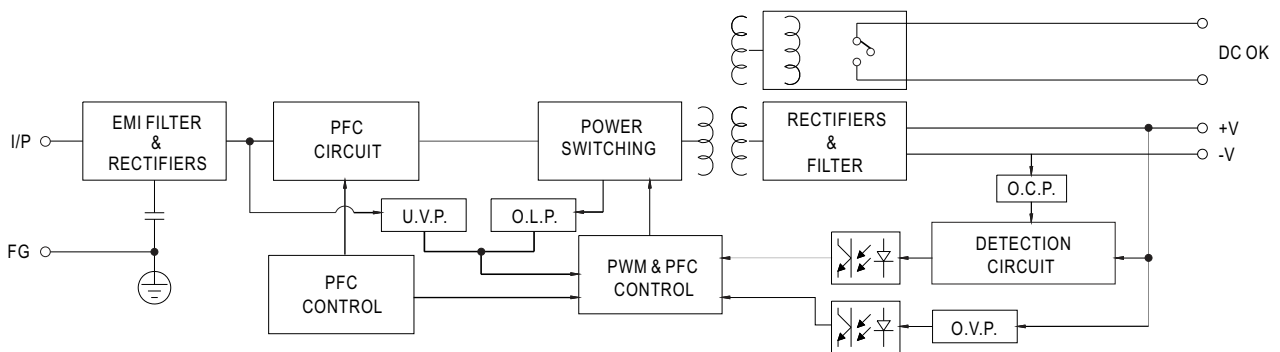 DC OK
I/P
EMI FILTER
&
RECTIFIERS
PFC
CIRCUIT
POWER
SWITCHING
RECTIFIERS
&
FILTER
+V
-V
O.C.P.
U.V.P.
O.L.P.
FG
DETECTION
CIRCUIT
PFC
CONTROL
PWM & PFC
CONTROL
O.V.P.